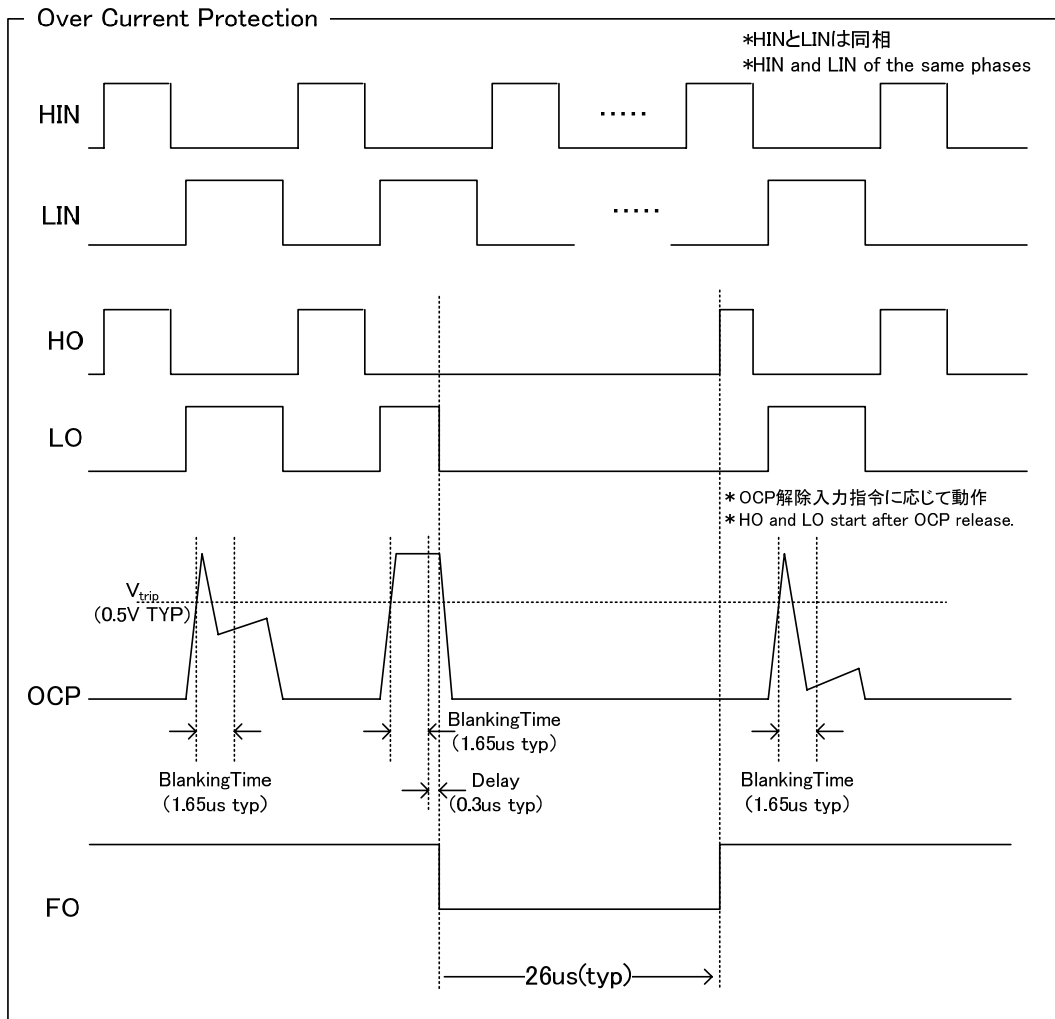 Over Current Protection
*HINとLINは同相
*HIN and LIN of the same phases
HIN
.....
LIN
.....
HO
LO
*OCP解除入力指令に応じて動作
*HO and LO start after OCP release.
Vtrip
(0.5V TYP)
OCP
BlankingTime
(1.65us typ)
BlankingTime
(1.65us typ)
Delay
(0.3us typ)
BlankingTime
(1.65us typ)
FO
26us(typ)